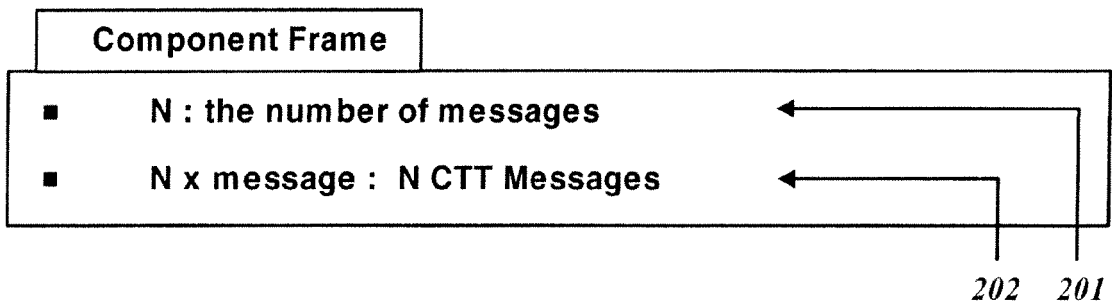 Component Frame
▪ N : the number of messages
▪ N x message : N CTT Messages
202 201